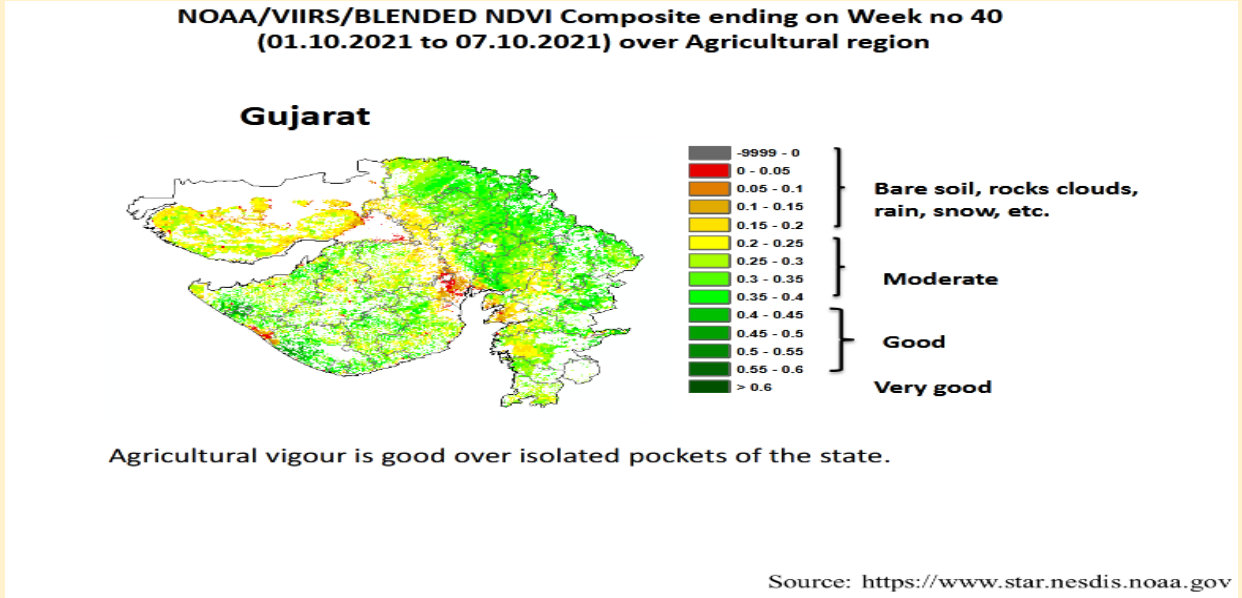 NOAA/VIIRS/BLENDED NDVI Composite ending on Week no 40
(01.10.2021 to 07.10.2021) over Agricultural region
Gujarat
-9999 - 0
0 - 0.05
0.05 - 0.1
0.1 - 0.15
0.15 - 0.2
0.2 - 0.25
0.25 - 0.3
0.3 - 0.35
0.35 - 0.4
0.4 - 0.45
0.45 - 0.5
0.5 - 0.55
0.55 - 0.6
> 0.6
Bare soil, rocks clouds,
rain, snow, etc.
Moderate
Good
Very good
Agricultural vigour is good over isolated pockets of the state.
Source: https://www.star.nesdis.noaa.gov